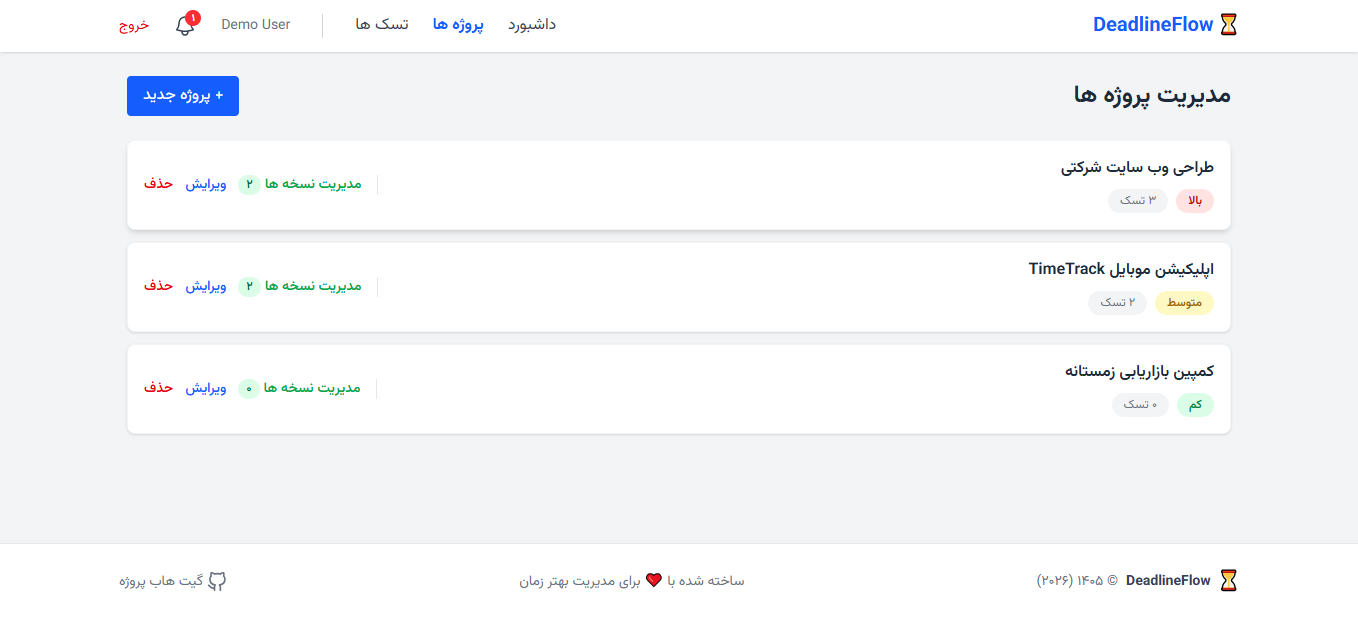 DeadlineFlow
داشبورد
پروژه ها
تسک ها
Demo User
۱
خروج
مدیریت پروژه ها
+ پروژه جدید
طراحی وب سایت شرکتی
بالا
۳ تسک
مدیریت نسخه ها ۲
ویرایش
حذف
اپلیکیشن موبایل TimeTrack
متوسط
۲ تسک
مدیریت نسخه ها ۲
ویرایش
حذف
کمپین بازاریابی زمستانه
کم
۰ تسک
مدیریت نسخه ها ۰
ویرایش
حذف
DeadlineFlow © ۱۴۰۵ (۲۰۲۶)
ساخته شده با ❤️ برای مدیریت بهتر زمان
گیت هاب پروژه